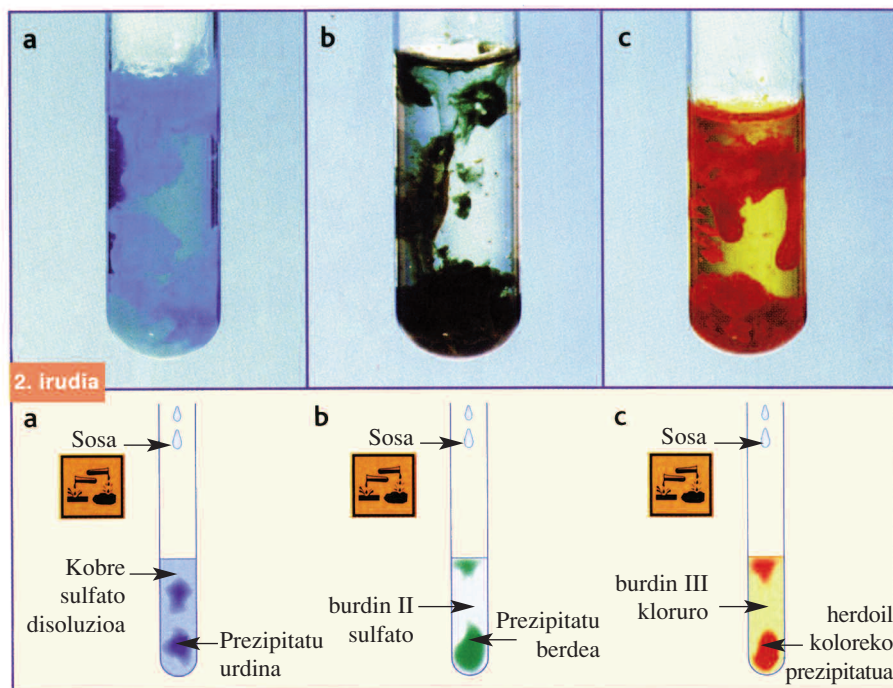 a
b
c
2. irudia
a
Sosa
Kobre
sulfato
disoluzioa
Prezipitatu
urdina
b
Sosa
burdin II
sulfato
Prezipitatu
berdea
c
Sosa
burdin III
kloruro
herdoil
koloreko
prezipitatua